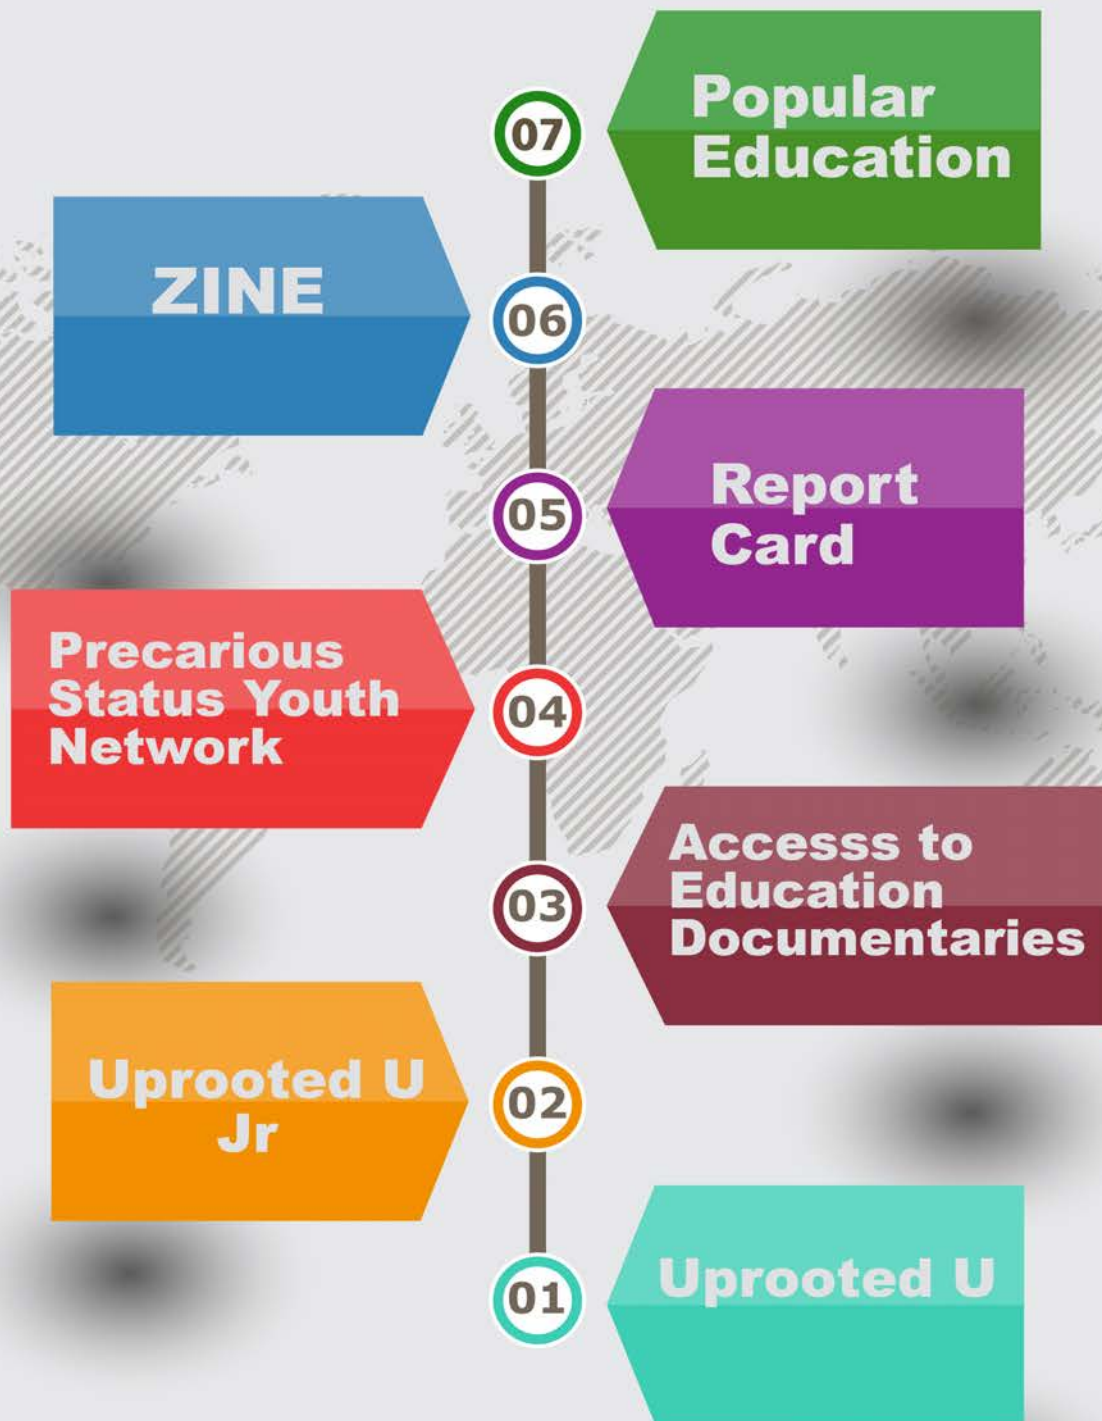 07
Popular
Education
ZINE
06
05
Report
Card
Precarious
Status Youth
Network
04
03
Accesss to
Education
Documentaries
Uprooted U
Jr
02
01
Uprooted U